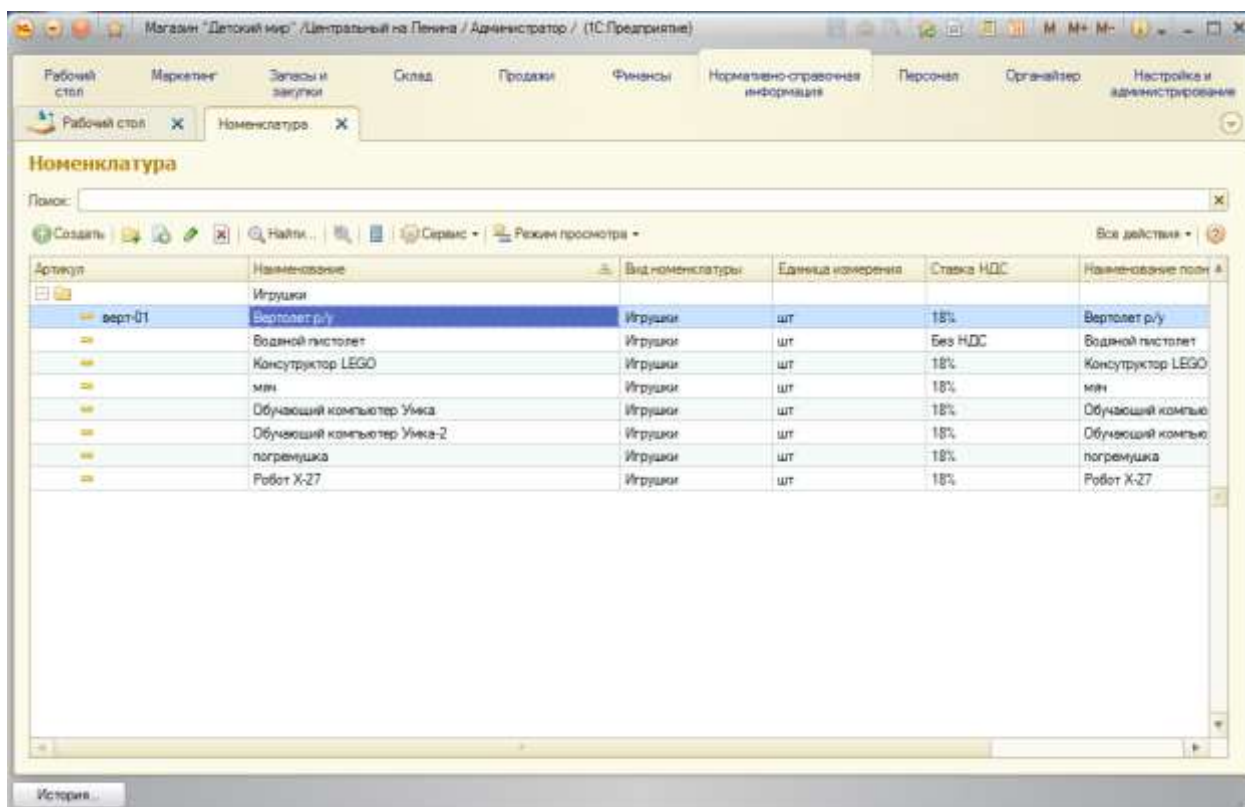 Магазин "Детский мир" /Центральный на Ленина / Администратор / (1С:Предприятие)
M M+ M-
Рабочий стол Маркетинг Запасы и закупки Склад Продажи Финансы Нормативно-справочная информация Персонал Органайзер Настройка и администрирование
Рабочий стол Номенклатура
Номенклатура
Поиск:
Создать Найти... Сервис Режим просмотра Все действия
Артикул Наименование Вид номенклатуры Единица измерения Ставка НДС Наименование полн
Игрушки
верт-01 Вертолет р/у Игрушки шт 18% Вертолет р/у
Водяной пистолет Игрушки шт Без НДС Водяной пистолет
Консутруктор LEGO Игрушки шт 18% Консутруктор LEGO
мяч Игрушки шт 18% мяч
Обучающий компьютер Умка Игрушки шт 18% Обучающий компью
Обучающий компьютер Умка-2 Игрушки шт 18% Обучающий компью
погремушка Игрушки шт 18% погремушка
Робот Х-27 Игрушки шт 18% Робот Х-27
История...